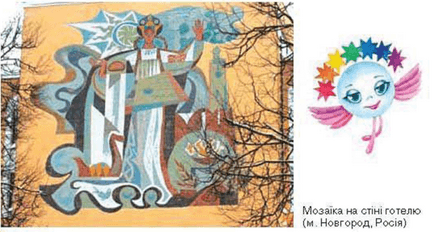 Мозаїка на стіні готелю
(м. Новгород, Росія)